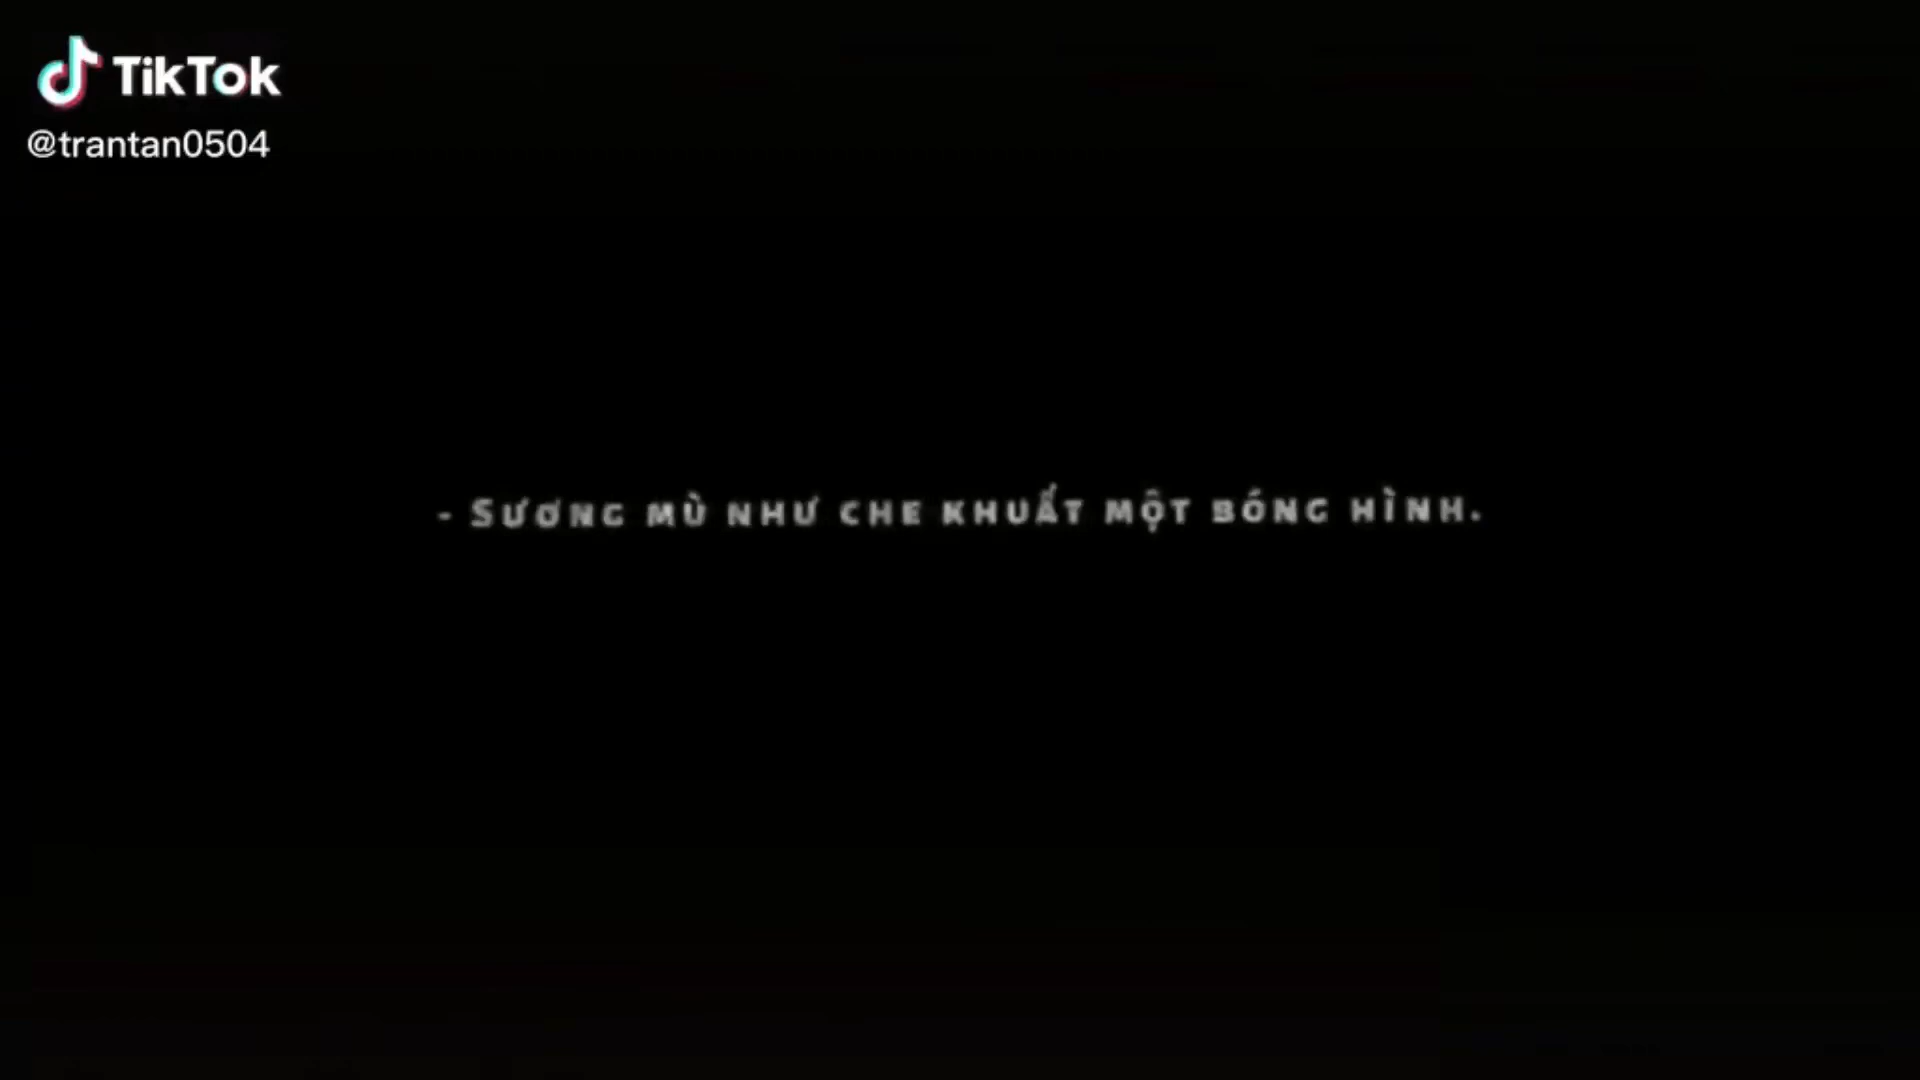 TikTok
@trantan0504
- Sương mù như che khuất một bóng hình.